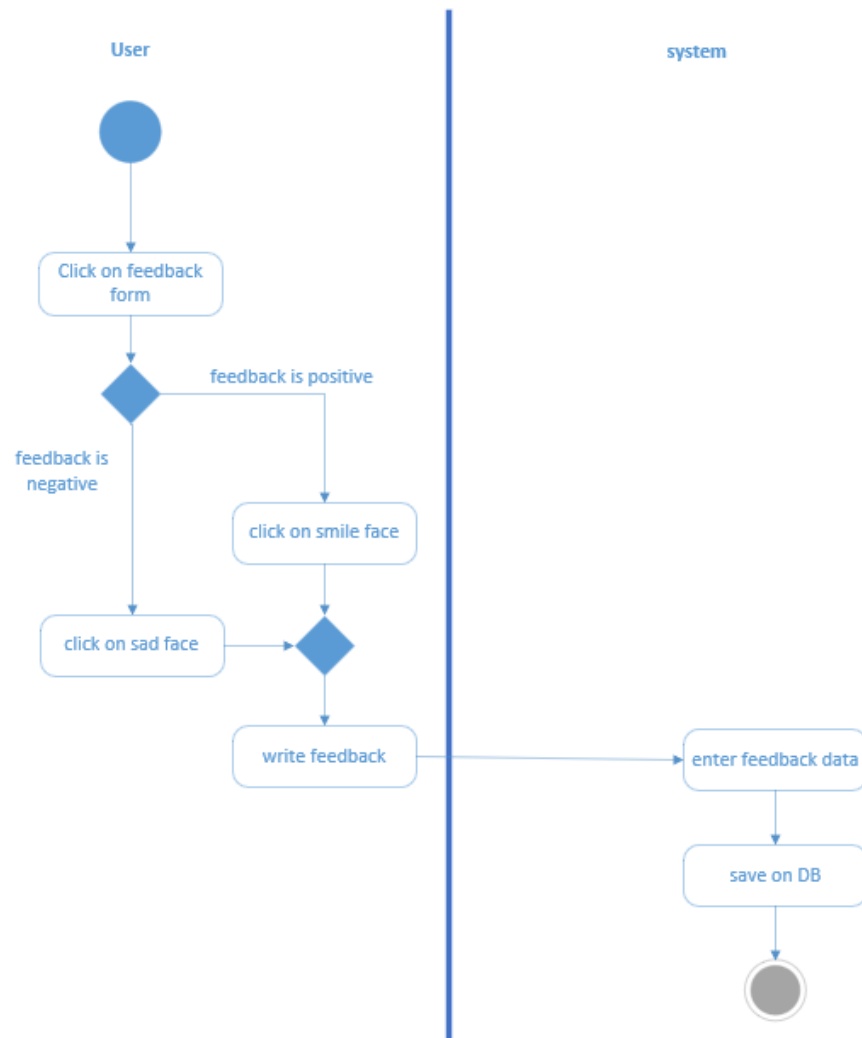 User
system
Click on feedback
form
feedback is positive
feedback is
negative
click on smile face
click on sad face
write feedback
enter feedback data
save on DB